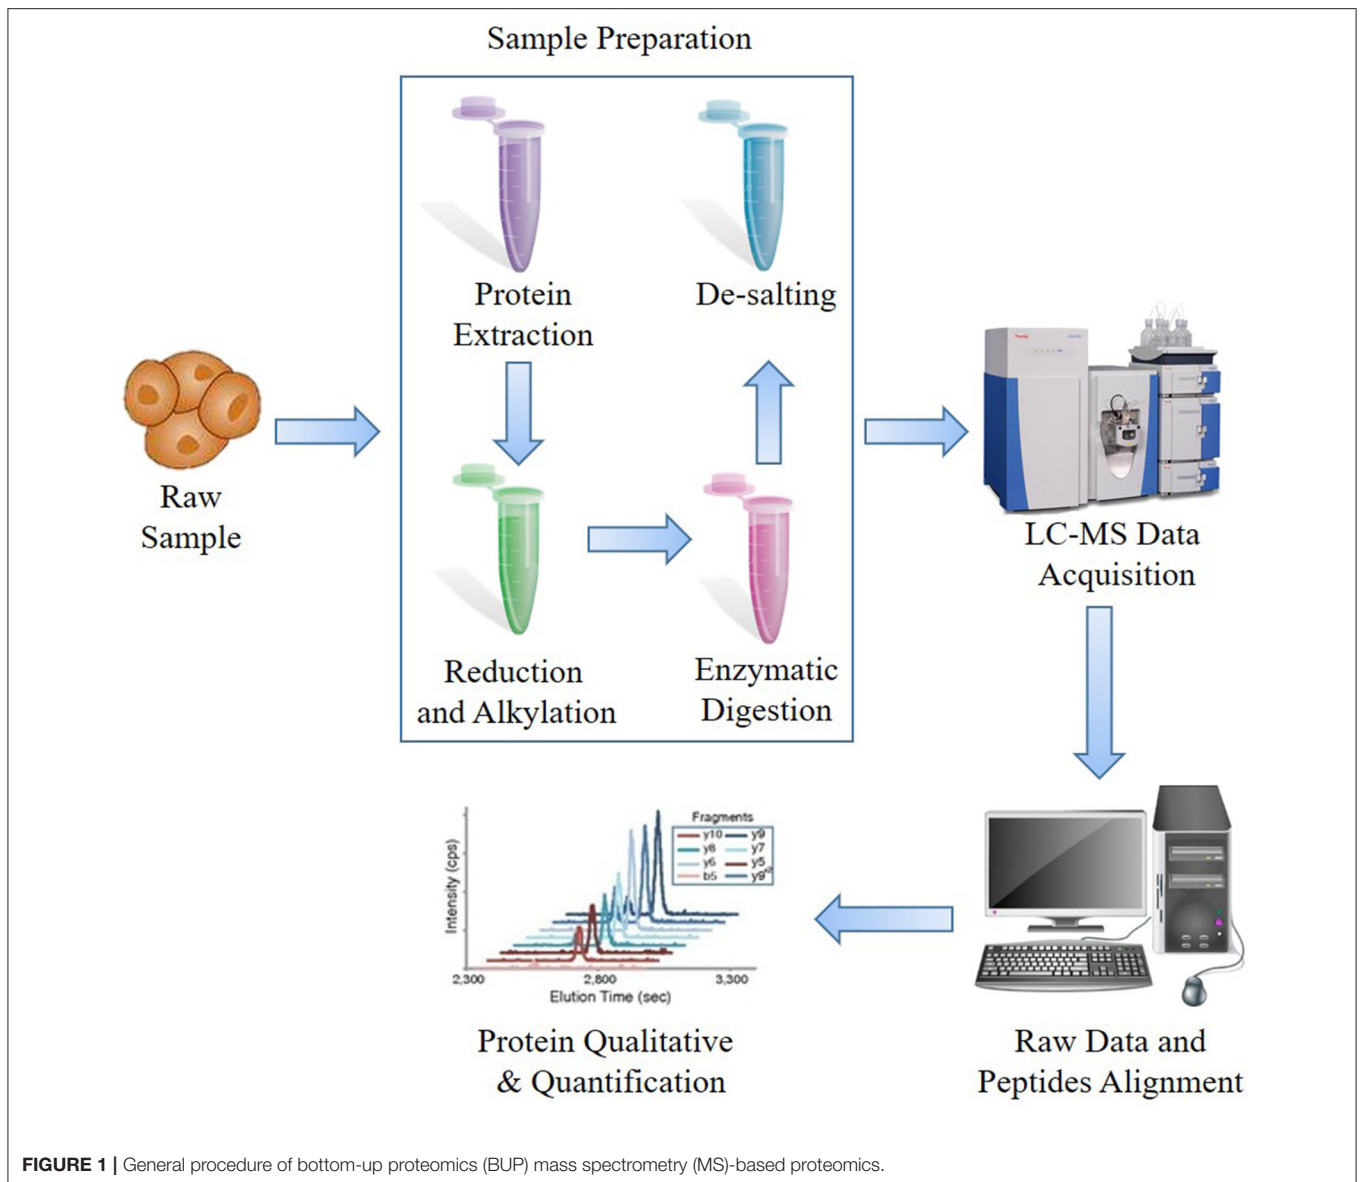 Sample Preparation
Protein
Extraction
De-salting
Raw
Sample
Reduction
and Alkylation
Enzymatic
Digestion
LC-MS Data
Acquisition
Raw Data and
Peptides Alignment
Intensity (cps)
Fragments
y10 y9
y8 y7
y6 y5
b5 y9+2
2,300 2,800 3,300
Elution Time (sec)
Protein Qualitative
& Quantification
FIGURE 1 | General procedure of bottom-up proteomics (BUP) mass spectrometry (MS)-based proteomics.